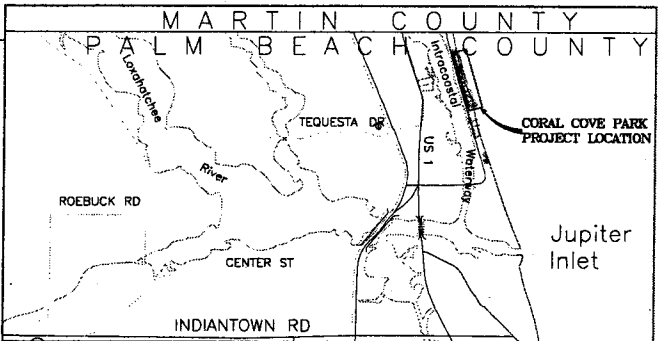 MARTIN COUNTY
PALM BEACH COUNTY
Loxahatchee
River
TEQUESTA DR
US 1
Intracoastal
Waterway
CORAL COVE PARK
PROJECT LOCATION
ROEBUCK RD
CENTER ST
Jupiter
Inlet
INDIANTOWN RD